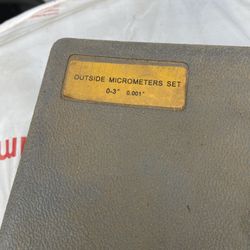 OUTSIDE MICROMETERS SET
0-3" 0.001"